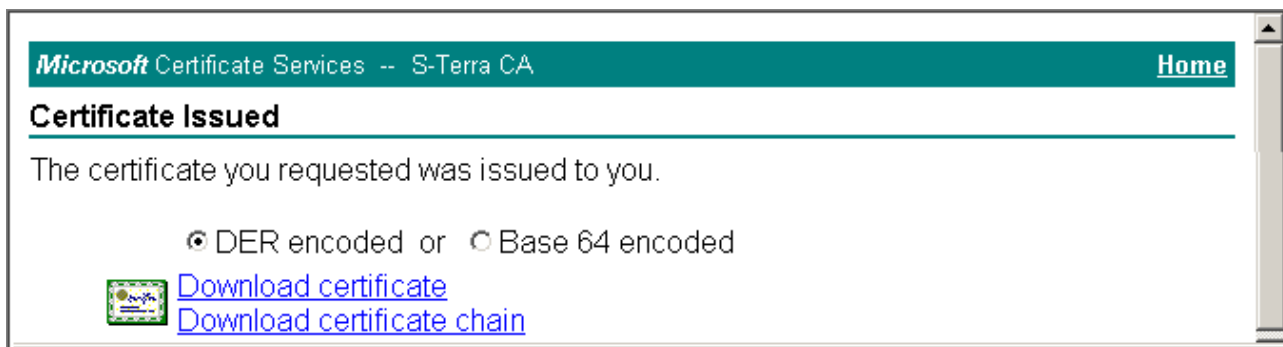 Microsoft Certificate Services -- S-Terra CA Home
Certificate Issued
The certificate you requested was issued to you.
DER encoded or Base 64 encoded
Download certificate
Download certificate chain